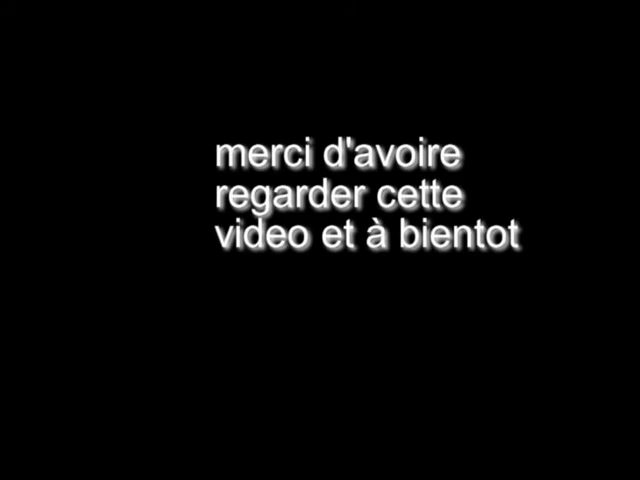 merci d'avoire
regarder cette
video et à bientot